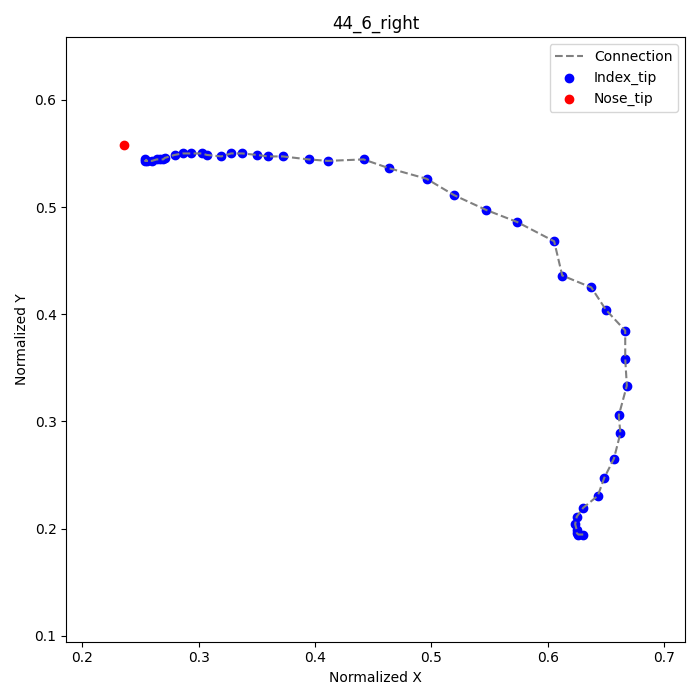 44_6_right
Connection
Index_tip
Nose_tip
0.6
0.5
0.4
0.3
0.2
0.1
Normalized Y
0.2 0.3 0.4 0.5 0.6 0.7
Normalized X